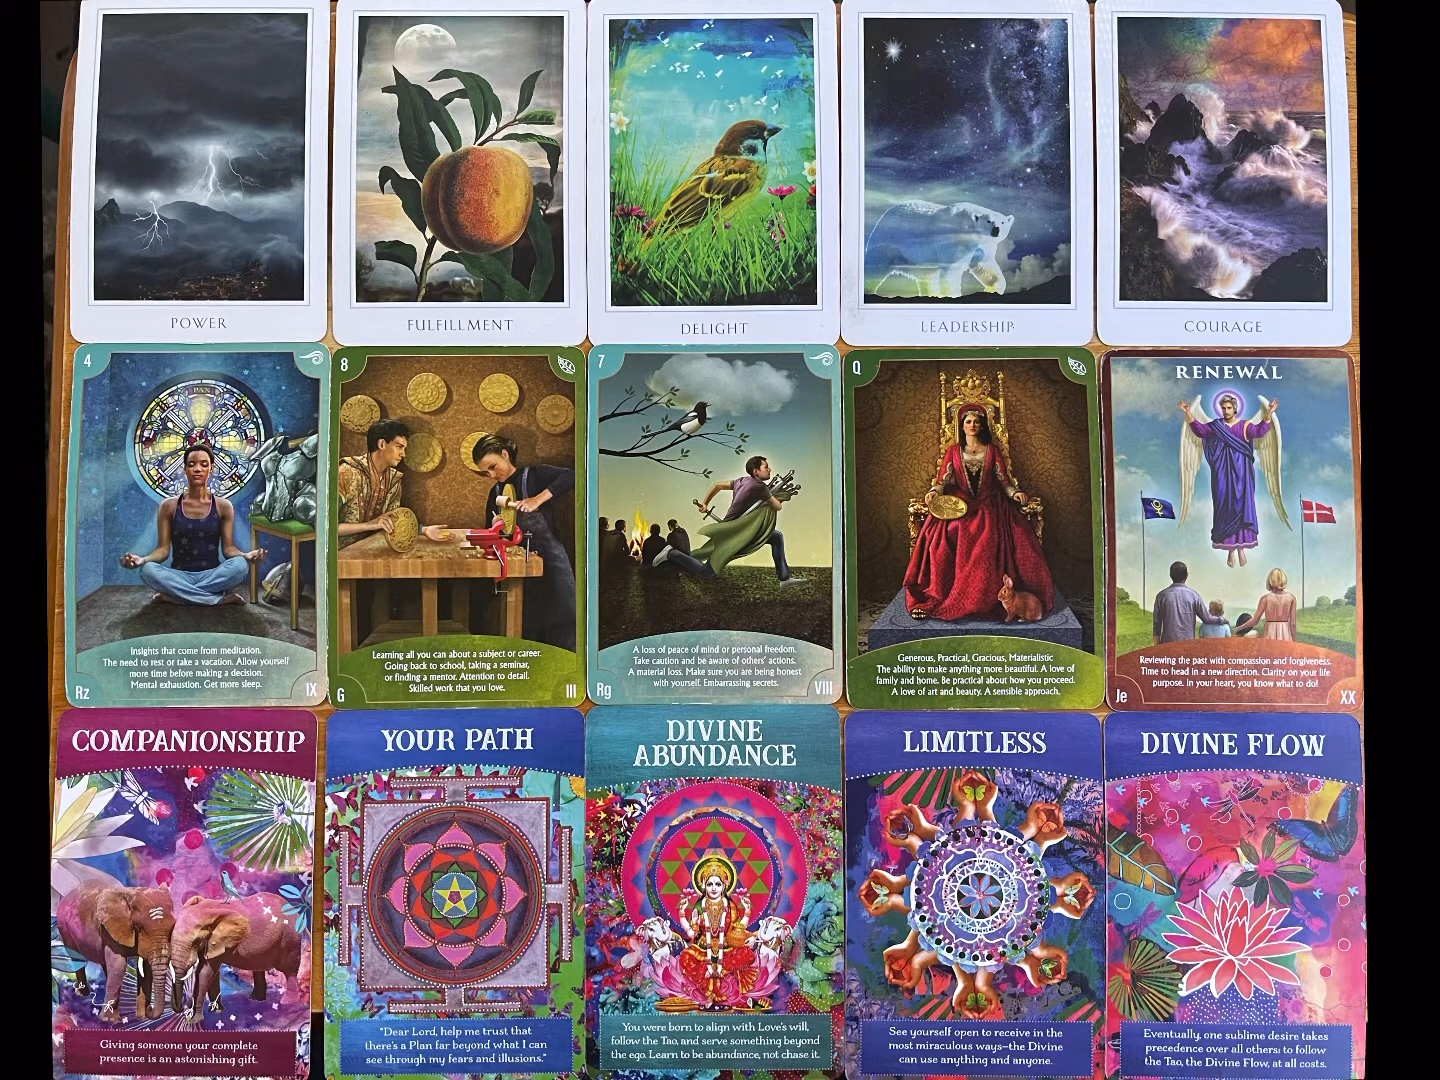 POWER
FULFILLMENT
DELIGHT
LEADERSHIP
COURAGE
4
PAX
Insights that come from meditation.
The need to rest or take a vacation. Allow yourself
more time before making a decision.
Mental exhaustion. Get more sleep.
Rz
IX
8
Learning all you can about a subject or career.
Going back to school, taking a seminar,
or finding a mentor. Attention to detail.
Skilled work that you love.
G
III
7
A loss of peace of mind or personal freedom.
Take caution and be aware of others' actions.
A material loss. Make sure you are being honest
with yourself. Embarrassing secrets.
Rg
VIII
Q
Generous, Practical, Gracious, Materialistic
The ability to make anything more beautiful. A love of
family and home. Be practical about how you proceed.
A love of art and beauty. A sensible approach.
RENEWAL
Reviewing the past with compassion and forgiveness.
Time to head in a new direction. Clarity on your life
purpose. In your heart, you know what to do!
Je
XX
COMPANIONSHIP
Giving someone your complete
presence is an astonishing gift.
YOUR PATH
"Dear Lord, help me trust that
there's a Plan far beyond what I can
see through my fears and illusions."
DIVINE
ABUNDANCE
You were born to align with Love's will,
follow the Tao, and serve something beyond
the ego. Learn to be abundance, not chase it.
LIMITLESS
See yourself open to receive in the
most miraculous ways—the Divine
can use anything and anyone.
DIVINE FLOW
Eventually, one sublime desire takes
precedence over all others: to follow
the Tao, the Divine Flow, at all costs.